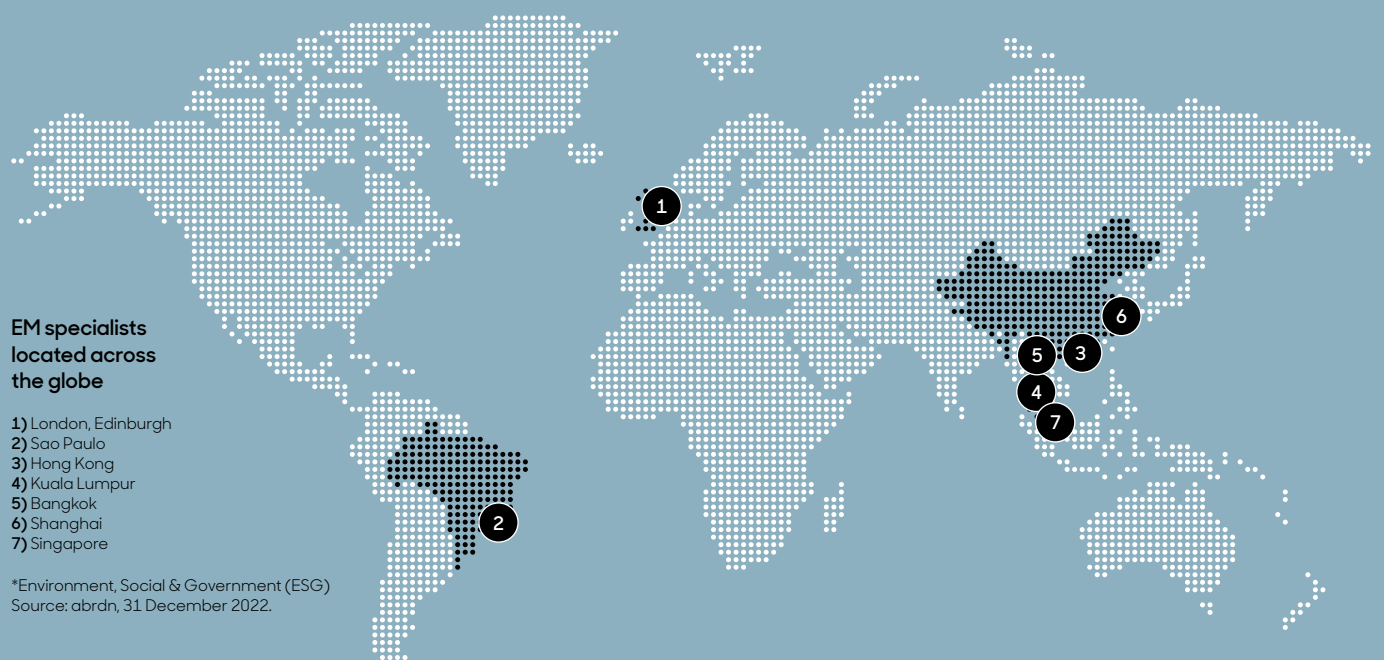 EM specialists
located across
the globe
1) London, Edinburgh
2) Sao Paulo
3) Hong Kong
4) Kuala Lumpur
5) Bangkok
6) Shanghai
7) Singapore
*Environment, Social & Government (ESG)
Source: abrdn, 31 December 2022.
1
6
3
5
4
7
2